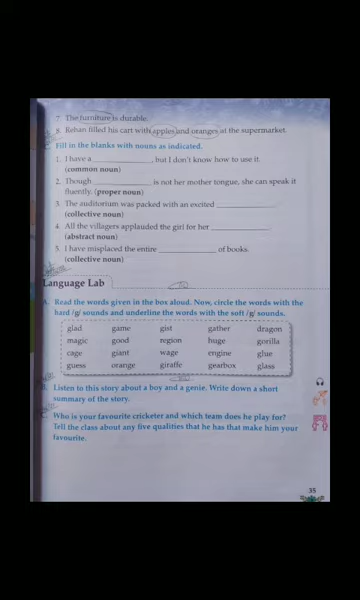 7. The furniture is durable.
8. Rehan filled his cart with apples and oranges at the supermarket.
Fill in the blanks with nouns as indicated.
1. I have a ____________, but I don't know how to use it.
(common noun)
2. Though ____________ is not her mother tongue, she can speak it
fluently. (proper noun)
3. The auditorium was packed with an excited ____________.
(collective noun)
4. All the villagers applauded the girl for her ____________
(abstract noun)
5. I have misplaced the entire ____________ of books.
(collective noun)
Language Lab
A. Read the words given in the box aloud. Now, circle the words with the
hard /g/ sounds and underline the words with the soft /g/ sounds.
glad game gist gather dragon
magic good region huge gorilla
cage giant wage engine glue
guess orange giraffe gearbox glass
B. Listen to this story about a boy and a genie. Write down a short
summary of the story.
C. Who is your favourite cricketer and which team does he play for?
Tell the class about any five qualities that he has that make him your
favourite.
35